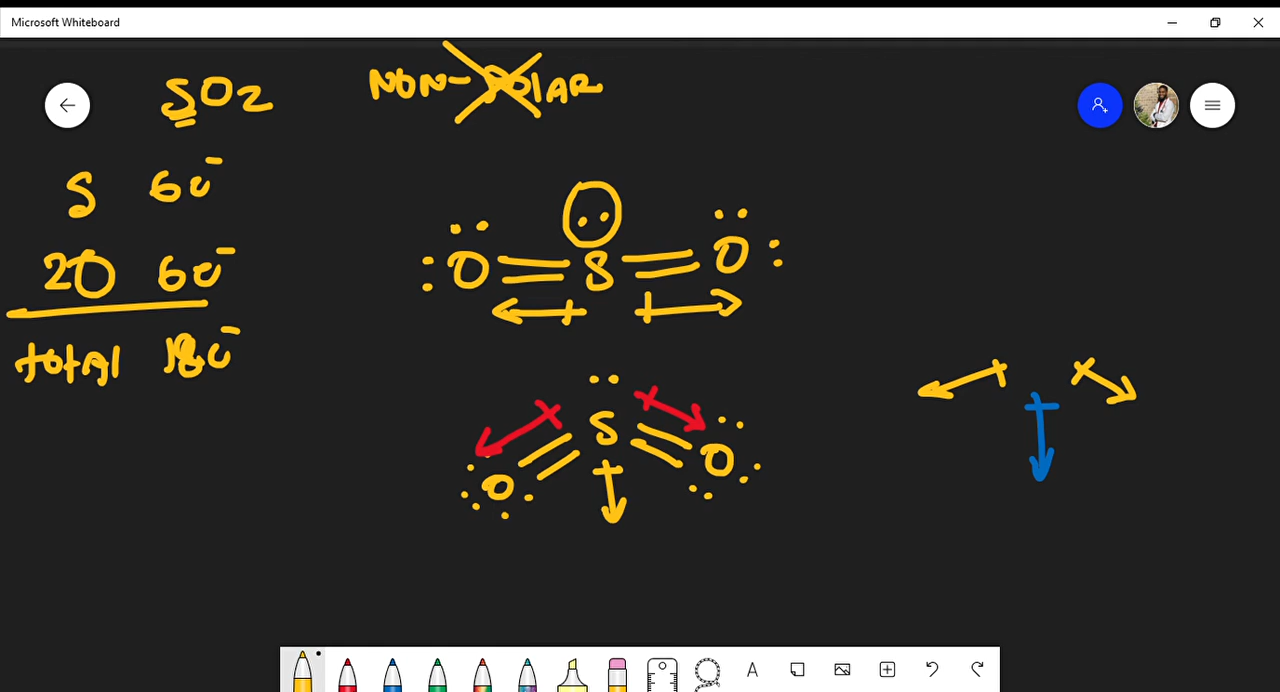 Microsoft Whiteboard
SO2 NON-POLAR
S 6e⁻
2O 6e⁻
total 18e⁻
:O=S=O:
S
O O
A